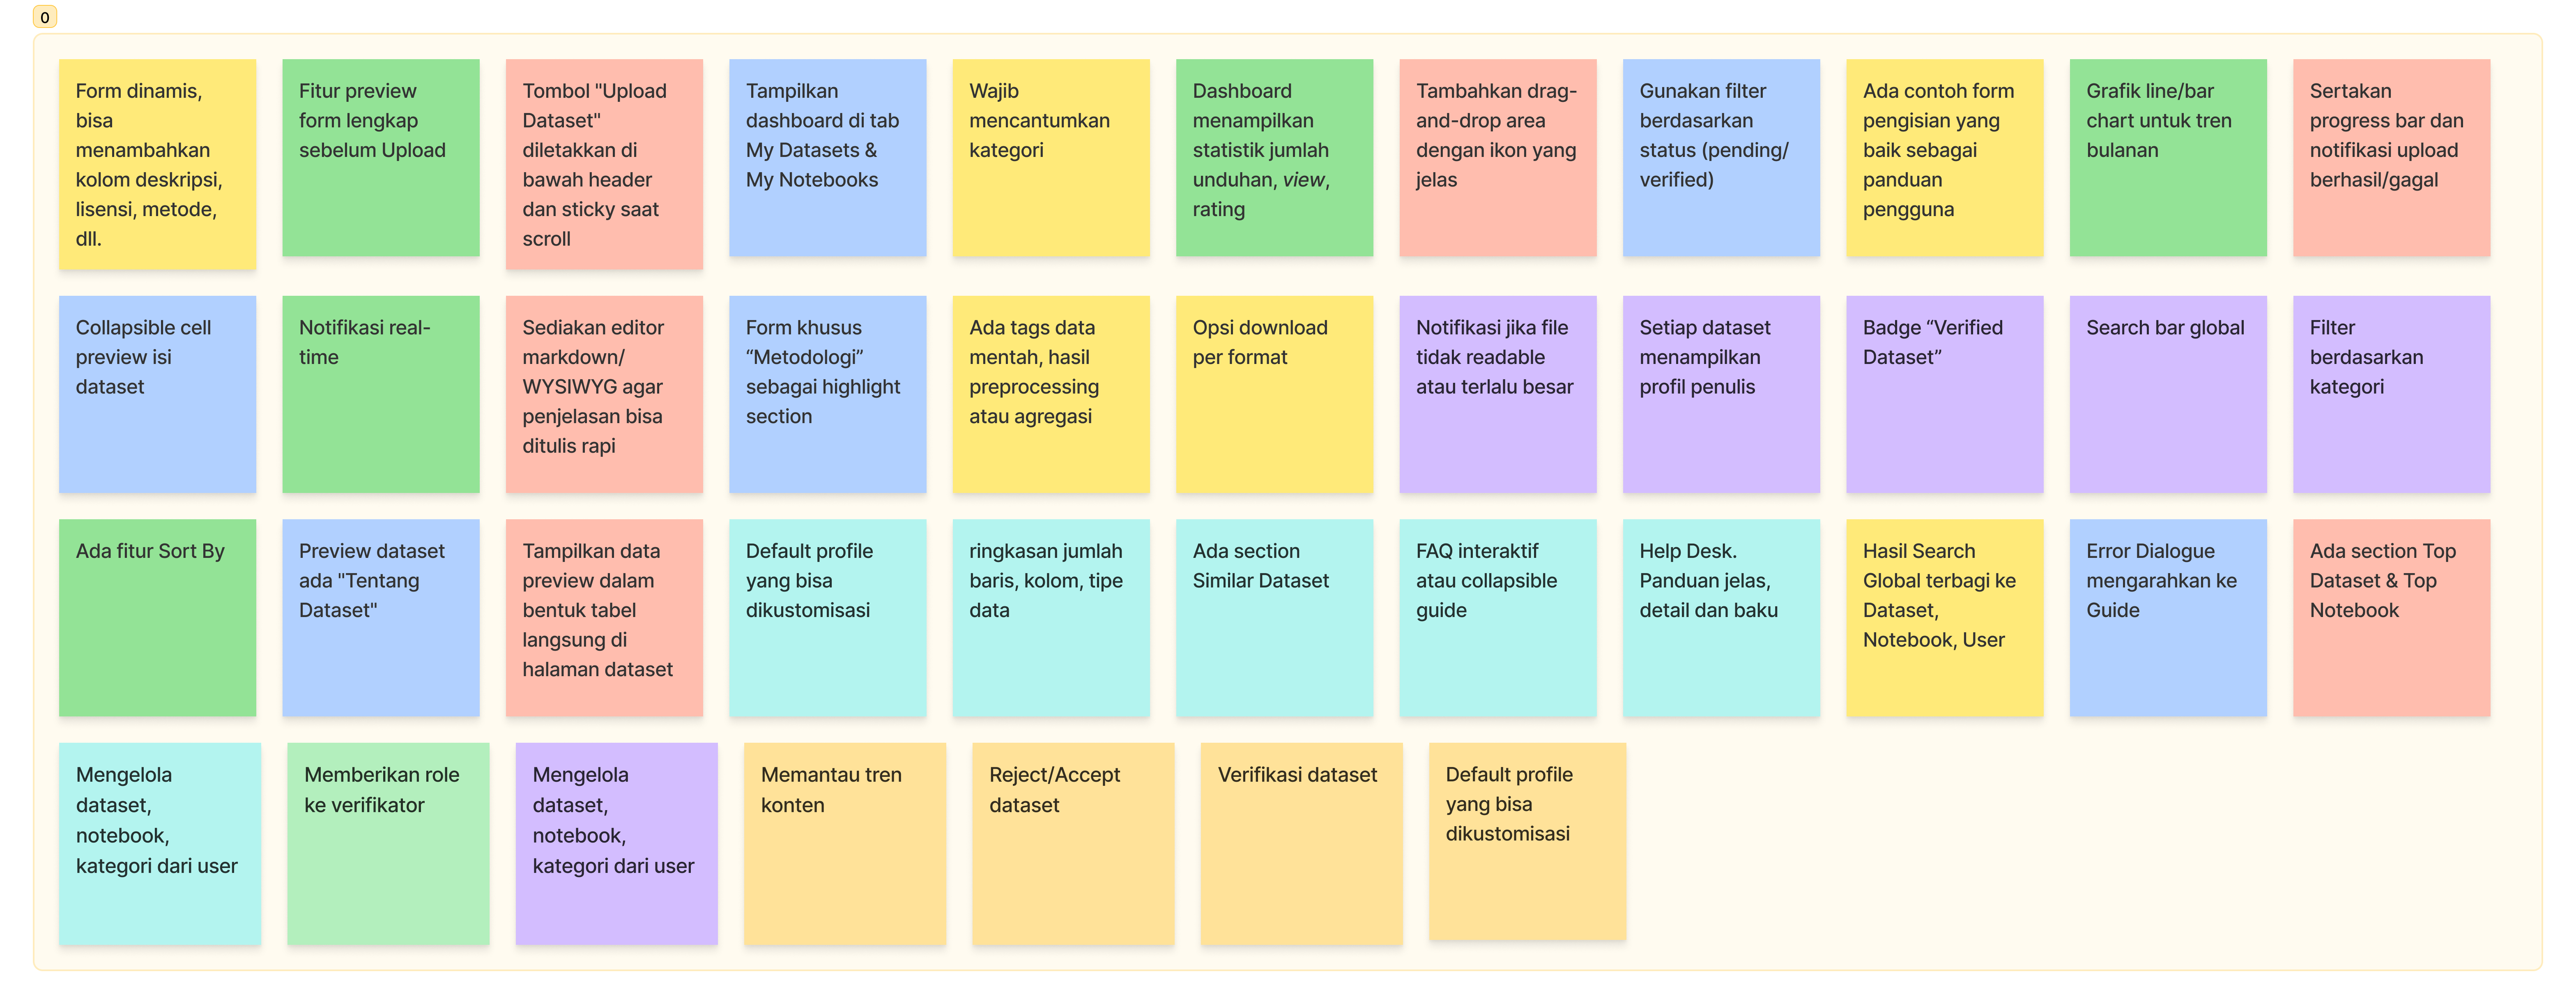 0
Form dinamis,
bisa
menambahkan
kolom deskripsi,
lisensi, metode,
dll.
Fitur preview
form lengkap
sebelum Upload
Tombol "Upload
Dataset"
diletakkan di
bawah header
dan sticky saat
scroll
Tampilkan
dashboard di tab
My Datasets &
My Notebooks
Wajib
mencantumkan
kategori
Dashboard
menampilkan
statistik jumlah
unduhan, view,
rating
Tambahkan drag-
and-drop area
dengan ikon yang
jelas
Gunakan filter
berdasarkan
status (pending/
verified)
Ada contoh form
pengisian yang
baik sebagai
panduan
pengguna
Grafik line/bar
chart untuk tren
bulanan
Sertakan
progress bar dan
notifikasi upload
berhasil/gagal
Collapsible cell
preview isi
dataset
Notifikasi real-
time
Sediakan editor
markdown/
WYSIWYG agar
penjelasan bisa
ditulis rapi
Form khusus
“Metodologi”
sebagai highlight
section
Ada tags data
mentah, hasil
preprocessing
atau agregasi
Opsi download
per format
Notifikasi jika file
tidak readable
atau terlalu besar
Setiap dataset
menampilkan
profil penulis
Badge “Verified
Dataset”
Search bar global
Filter
berdasarkan
kategori
Ada fitur Sort By
Preview dataset
ada "Tentang
Dataset"
Tampilkan data
preview dalam
bentuk tabel
langsung di
halaman dataset
Default profile
yang bisa
dikustomisasi
ringkasan jumlah
baris, kolom, tipe
data
Ada section
Similar Dataset
FAQ interaktif
atau collapsible
guide
Help Desk.
Panduan jelas,
detail dan baku
Hasil Search
Global terbagi ke
Dataset,
Notebook, User
Error Dialogue
mengarahkan ke
Guide
Ada section Top
Dataset & Top
Notebook
Mengelola
dataset,
notebook,
kategori dari user
Memberikan role
ke verifikator
Mengelola
dataset,
notebook,
kategori dari user
Memantau tren
konten
Reject/Accept
dataset
Verifikasi dataset
Default profile
yang bisa
dikustomisasi